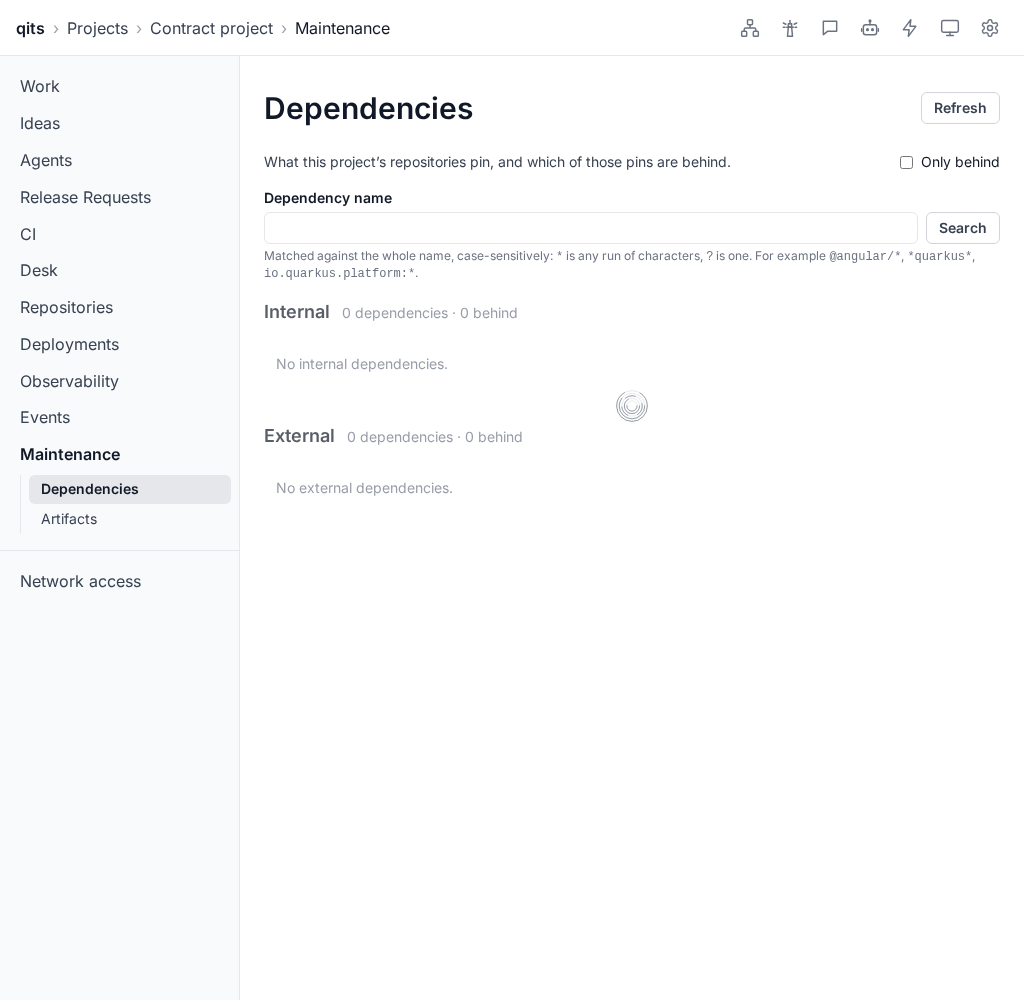 qits › Projects › Contract project › Maintenance
Work
Ideas
Agents
Release Requests
CI
Desk
Repositories
Deployments
Observability
Events
Maintenance
Dependencies
Artifacts
Network access
Dependencies
Refresh
What this project’s repositories pin, and which of those pins are behind.
Only behind
Dependency name
Search
Matched against the whole name, case-sensitively: * is any run of characters, ? is one. For example @angular/*, *quarkus*,
io.quarkus.platform:*.
Internal 0 dependencies · 0 behind
No internal dependencies.
External 0 dependencies · 0 behind
No external dependencies.